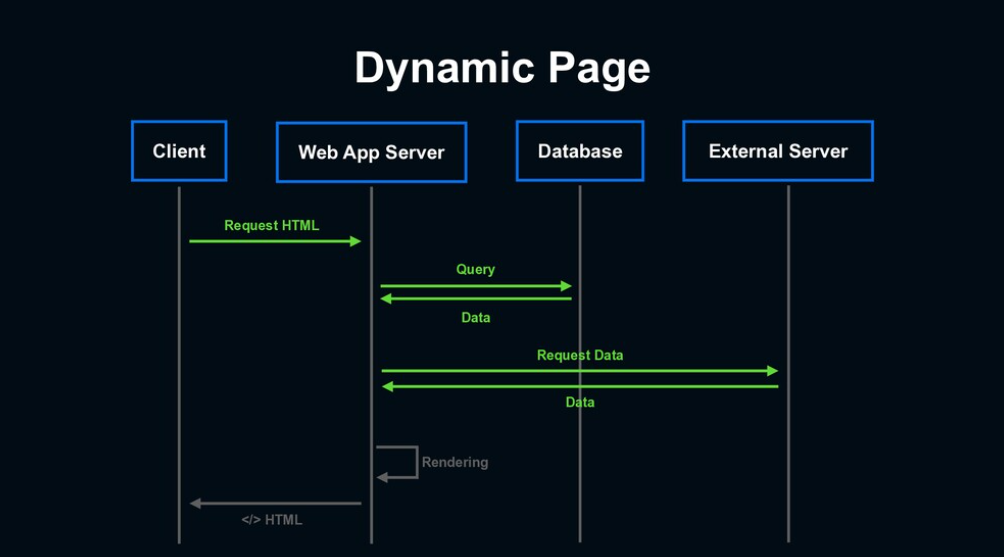 Dynamic Page
Client
Web App Server
Database
External Server
Request HTML
Query
Data
Request Data
Data
Rendering
</> HTML